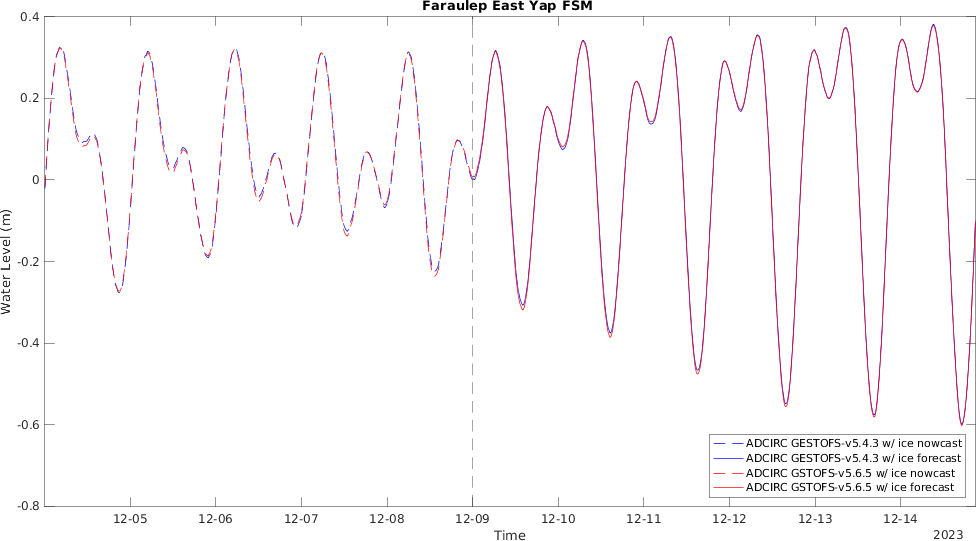 Faraulep East Yap FSM
0.4
0.2
0
-0.2
-0.4
-0.6
-0.8
Water Level (m)
12-05 12-06 12-07 12-08 12-09 12-10 12-11 12-12 12-13 12-14
Time
2023
ADCIRC GESTOFS-v5.4.3 w/ ice nowcast
ADCIRC GESTOFS-v5.4.3 w/ ice forecast
ADCIRC GSTOFS-v5.6.5 w/ ice nowcast
ADCIRC GSTOFS-v5.6.5 w/ ice forecast